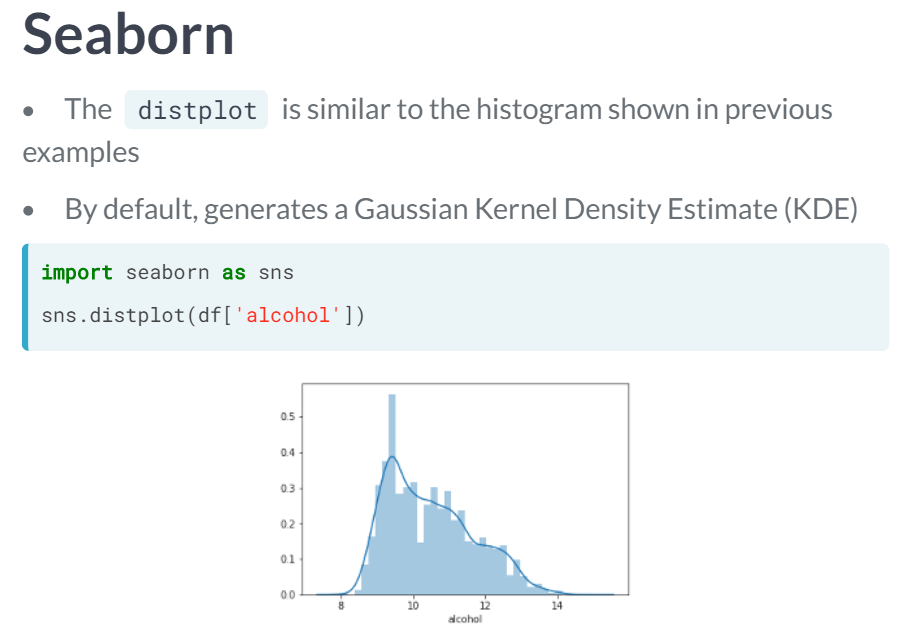 Seaborn
• The distplot is similar to the histogram shown in previous
examples
• By default, generates a Gaussian Kernel Density Estimate (KDE)
import seaborn as sns
sns.distplot(df['alcohol'])
0.5
0.4
0.3
0.2
0.1
0.0
8 10 12 14
alcohol